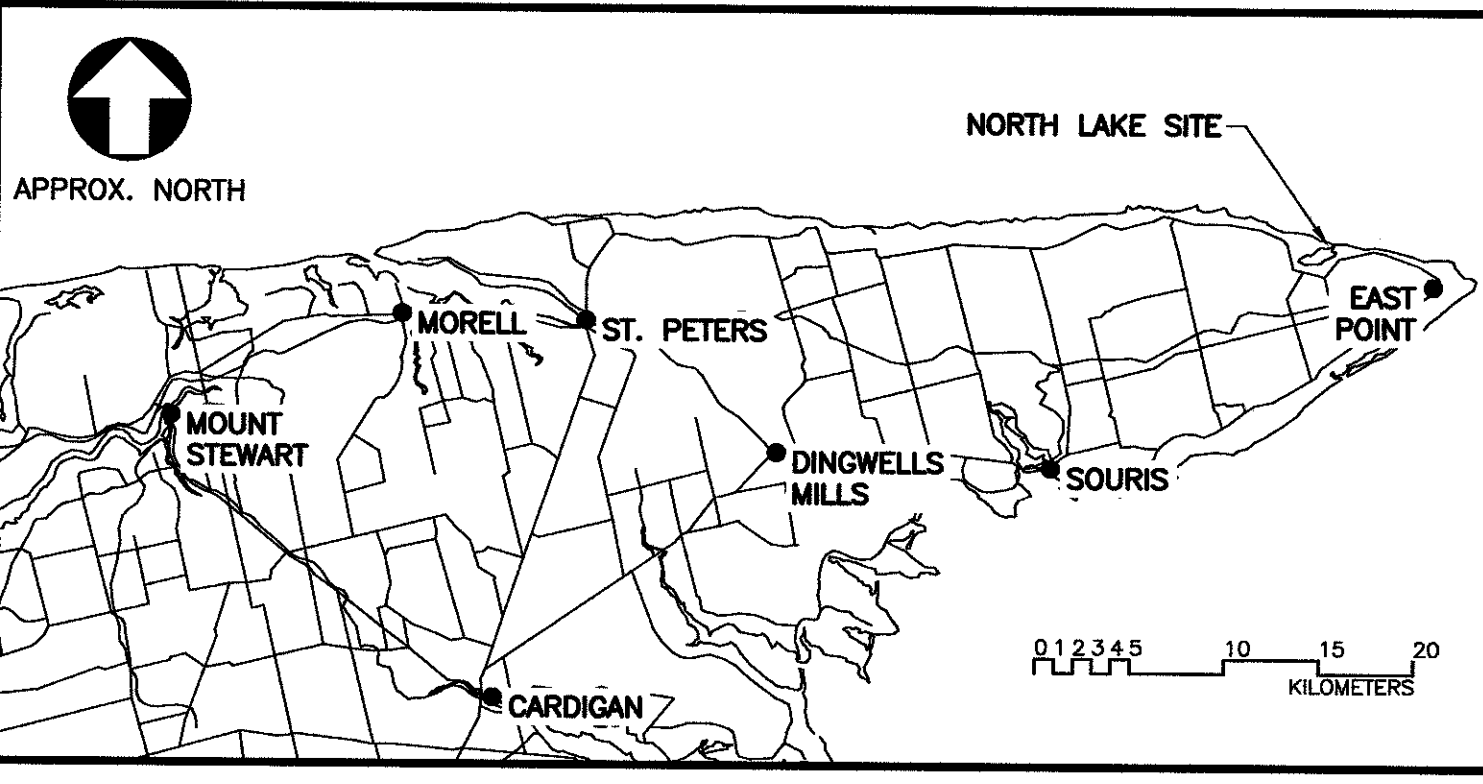 APPROX. NORTH
NORTH LAKE SITE
EAST
POINT
MORELL
ST. PETERS
MOUNT
STEWART
DINGWELLS
MILLS
SOURIS
CARDIGAN
0 1 2 3 4 5 10 15 20
KILOMETERS